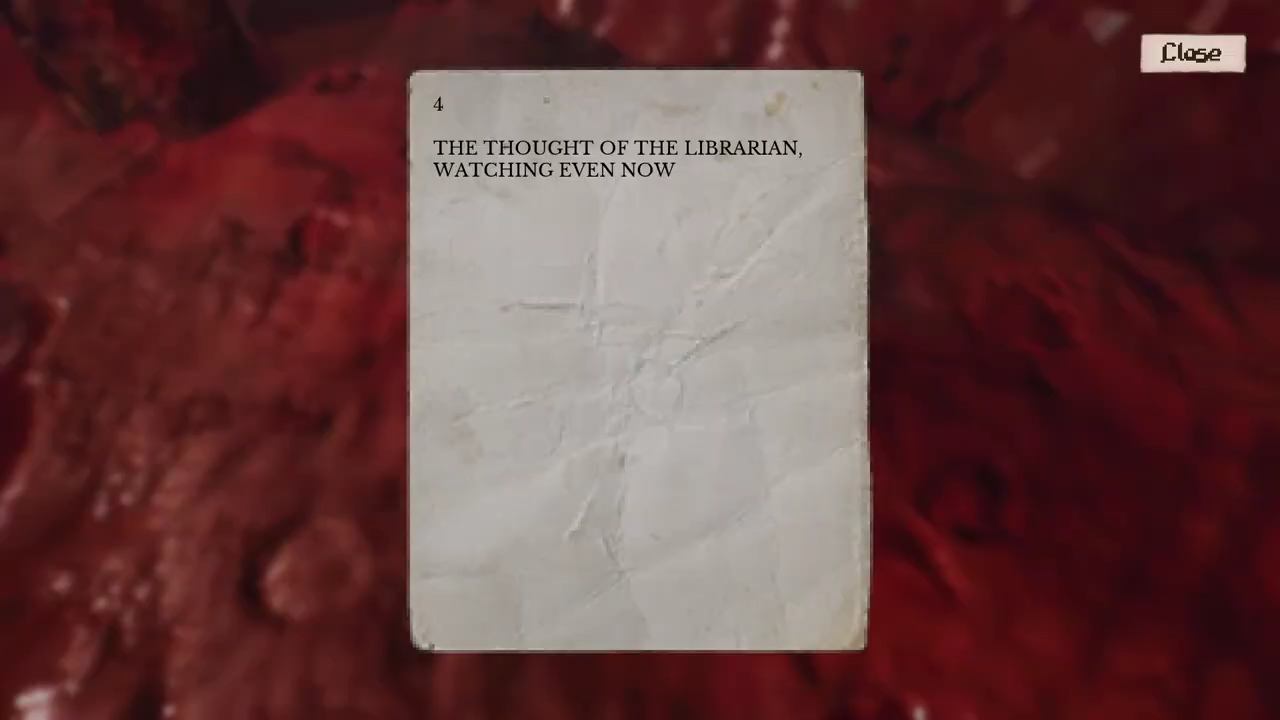 Close
4
THE THOUGHT OF THE LIBRARIAN,
WATCHING EVEN NOW